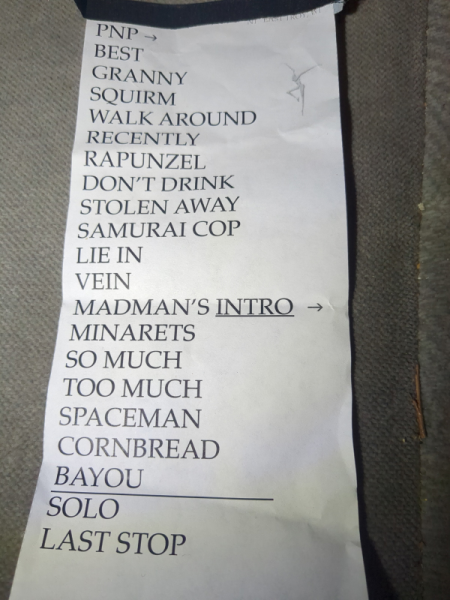 PNP →
BEST
GRANNY
SQUIRM
WALK AROUND
RECENTLY
RAPUNZEL
DON'T DRINK
STOLEN AWAY
SAMURAI COP
LIE IN
VEIN
MADMAN'S INTRO →
MINARETS
SO MUCH
TOO MUCH
SPACEMAN
CORNBREAD
BAYOU
SOLO
LAST STOP